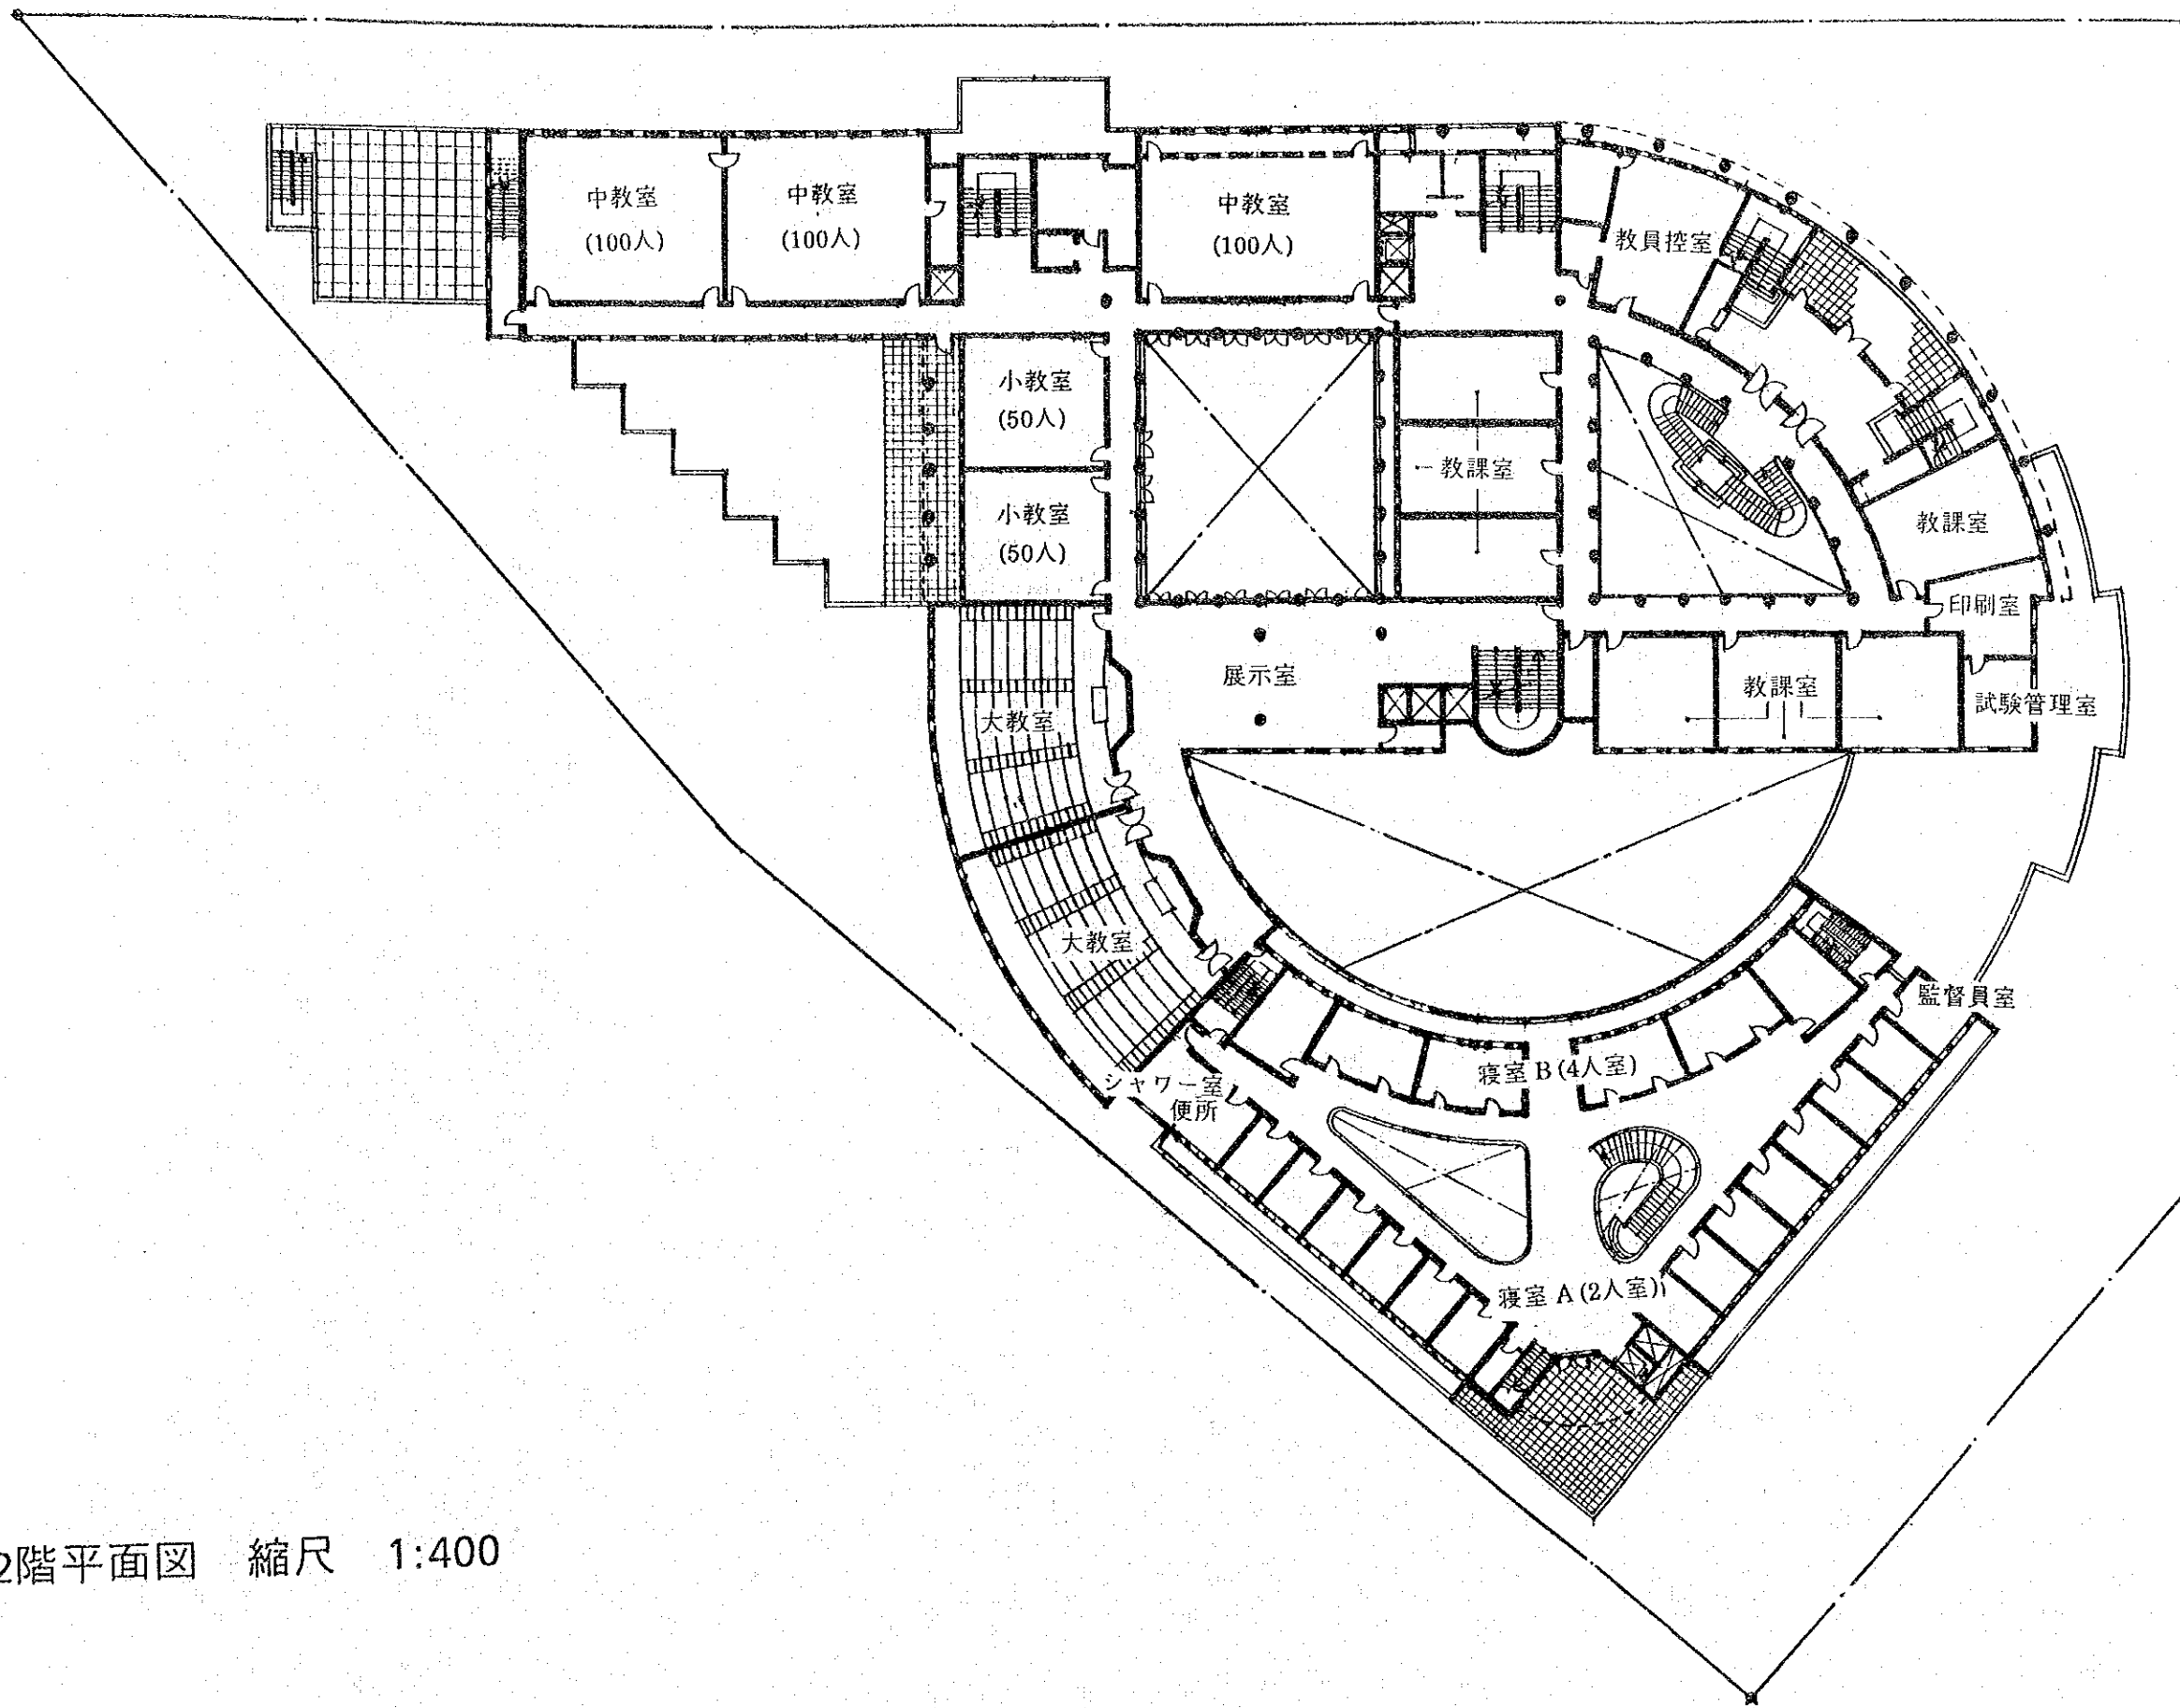 中教室
(100人)
中教室
(100人)
中教室
(100人)
教員控室
小教室
(50人)
小教室
(50人)
教課室
教課室
印刷室
展示室
教課室
試験管理室
大教室
大教室
監督員室
寝室 B (4人室)
シャワー室
便所
寝室 A (2人室)
2階平面図 縮尺 1:400